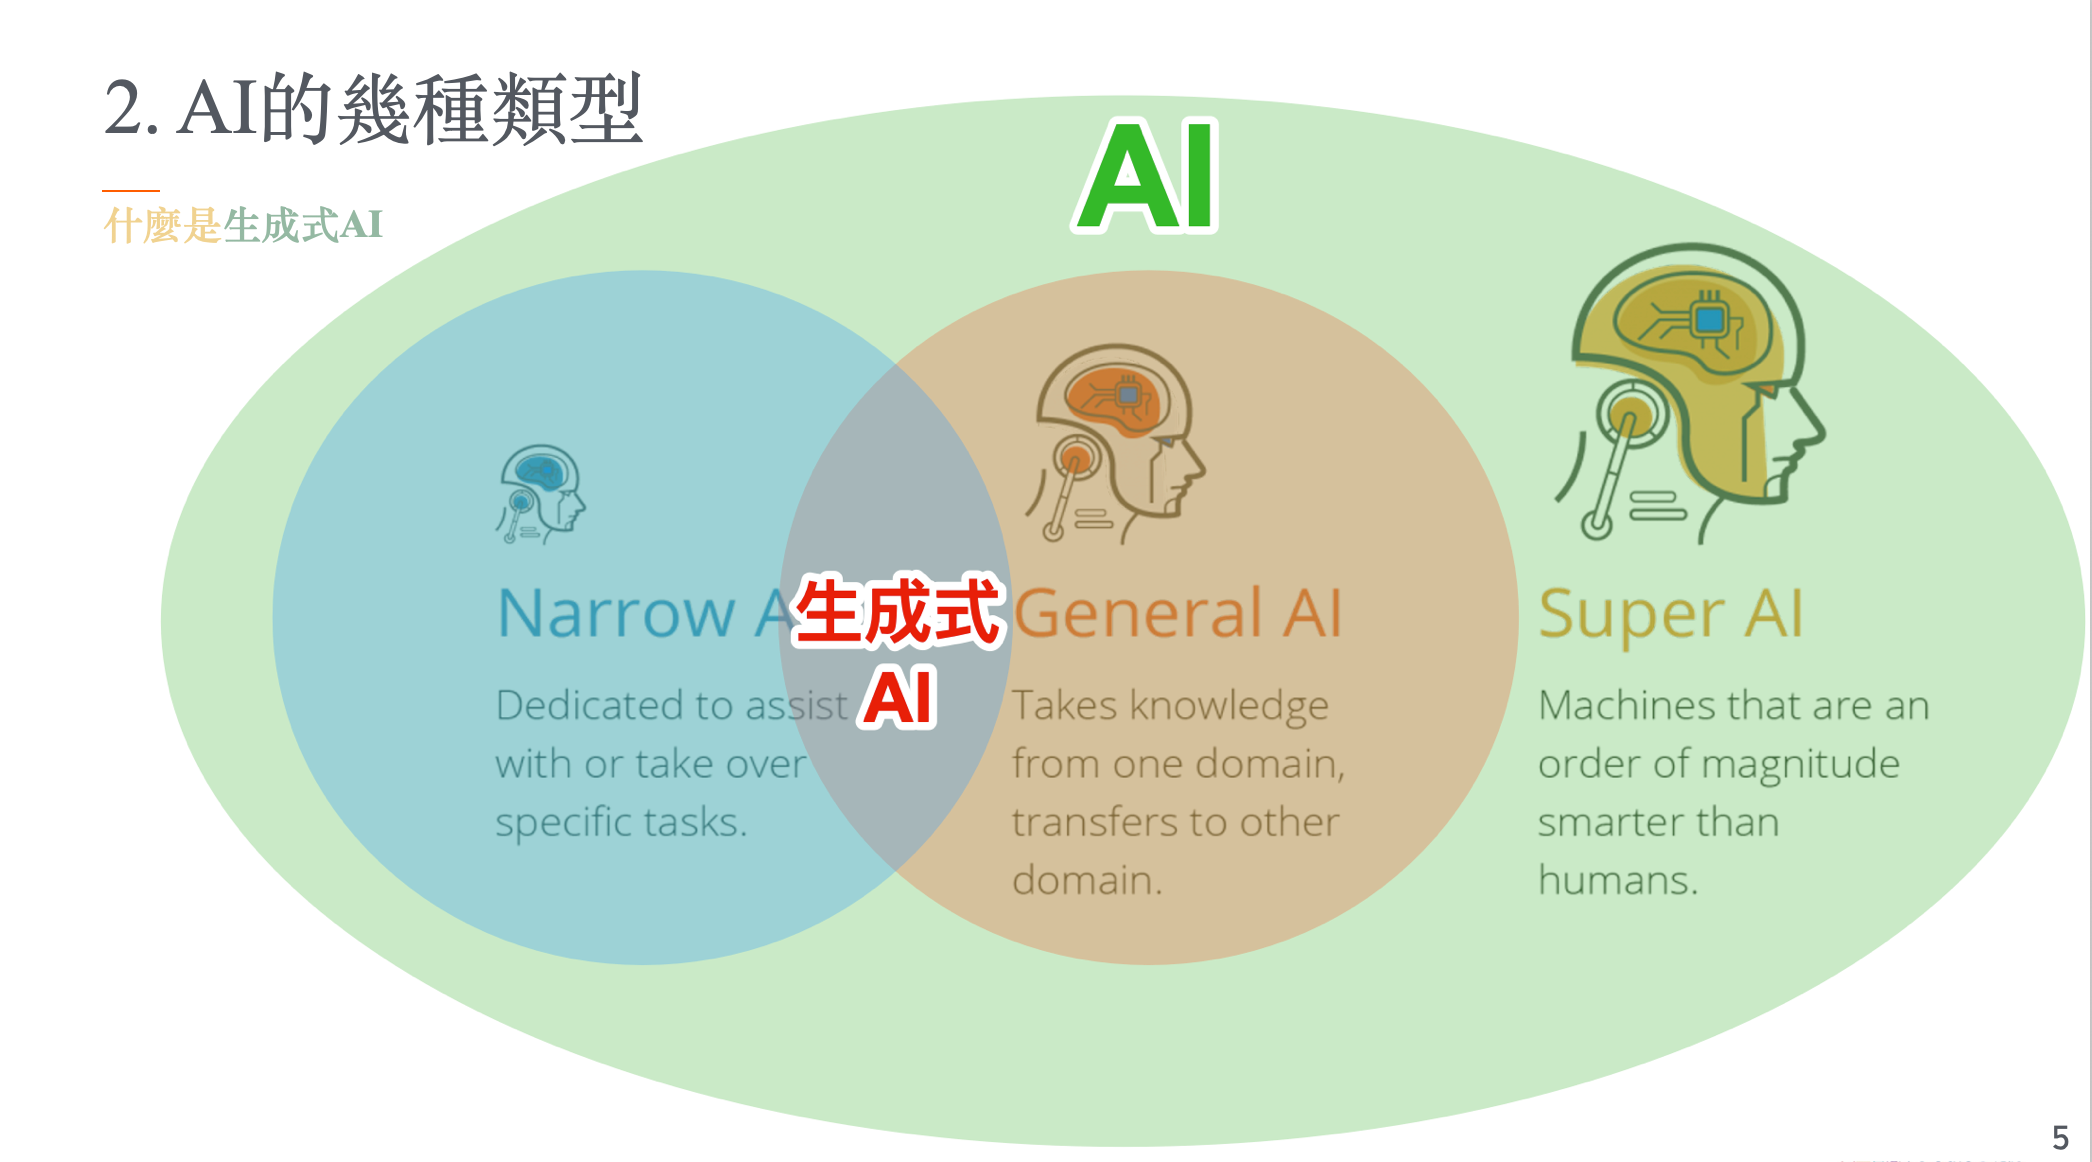 2. AI的幾種類型
什麼是生成式AI
AI
Narrow A
Dedicated to assist
with or take over
specific tasks.
生成式
AI
General AI
Takes knowledge
from one domain,
transfers to other
domain.
Super AI
Machines that are an
order of magnitude
smarter than
humans.
5